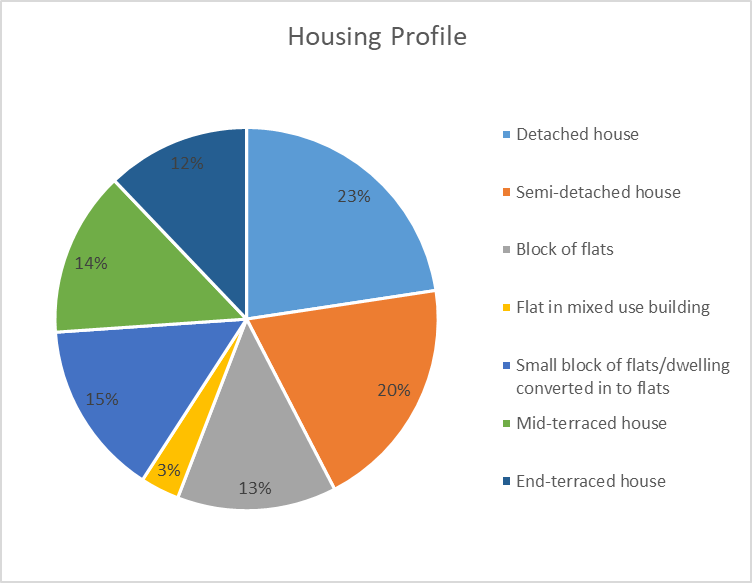 Housing Profile
12%
23%
14%
15%
20%
3%
13%
Detached house
Semi-detached house
Block of flats
Flat in mixed use building
Small block of flats/dwelling
converted in to flats
Mid-terraced house
End-terraced house